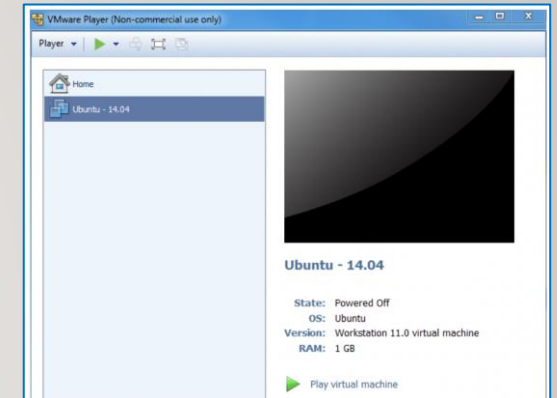 VMware Player (Non-commercial use only)
Player
Home
Ubuntu - 14.04
Ubuntu - 14.04
State: Powered Off
OS: Ubuntu
Version: Workstation 11.0 virtual machine
RAM: 1 GB
Play virtual machine